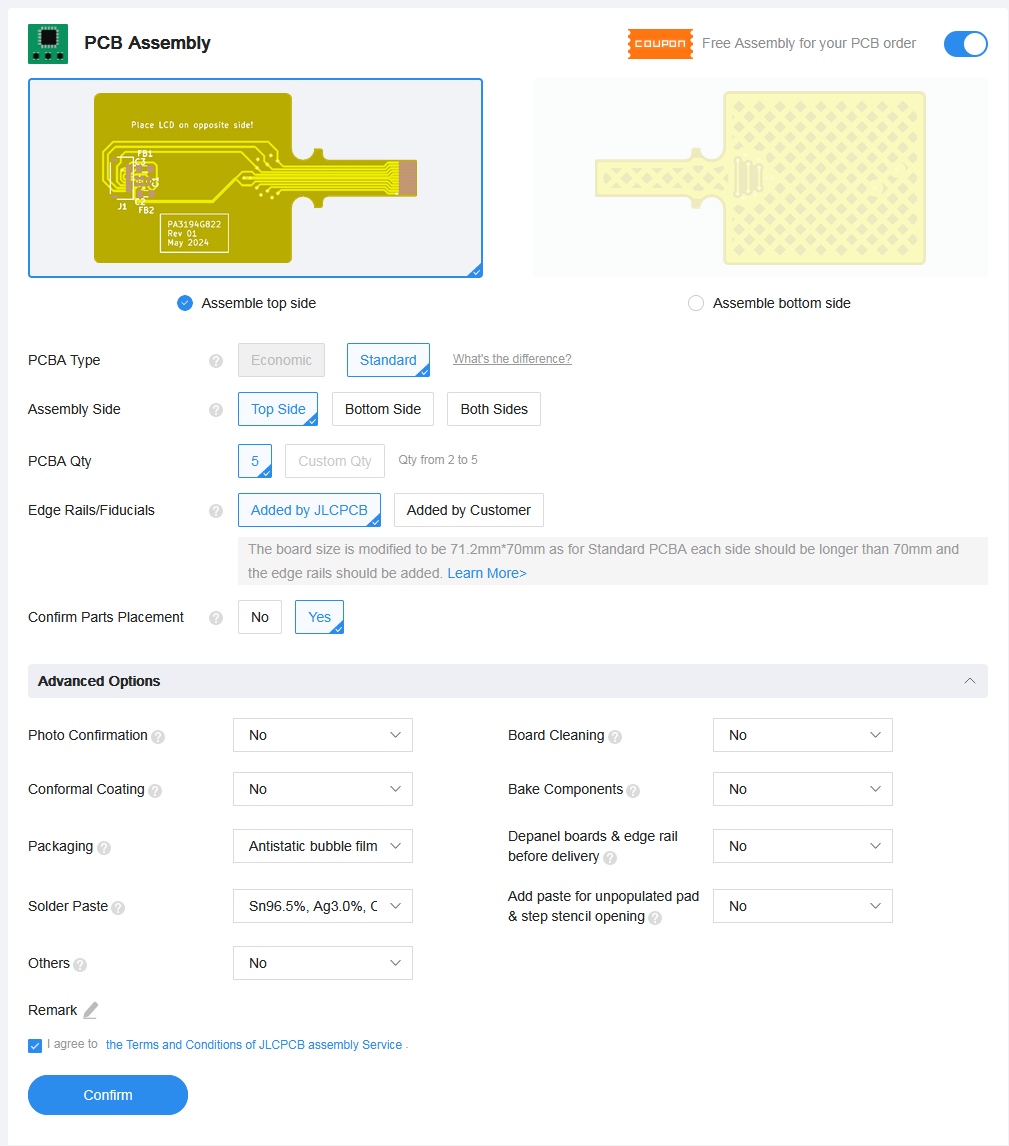 PCB Assembly
COUPON Free Assembly for your PCB order
Place LCD on opposite side!
FB1
C3
C1
J1
C2
FB2
PA3194G822
Rev 01
May 2024
Assemble top side
Assemble bottom side
PCBA Type ? Economic Standard What's the difference?
Assembly Side ? Top Side Bottom Side Both Sides
PCBA Qty 5 Custom Qty Qty from 2 to 5
Edge Rails/Fiducials ? Added by JLCPCB Added by Customer
The board size is modified to be 71.2mm*70mm as for Standard PCBA each side should be longer than 70mm and
the edge rails should be added. Learn More>
Confirm Parts Placement ? No Yes
Advanced Options
Photo Confirmation ? No
Board Cleaning ? No
Conformal Coating ? No
Bake Components ? No
Packaging ? Antistatic bubble film
Depanel boards & edge rail
before delivery ? No
Solder Paste ? Sn96.5%, Ag3.0%, C
Add paste for unpopulated pad
& step stencil opening ? No
Others ? No
Remark
I agree to the Terms and Conditions of JLCPCB assembly Service .
Confirm